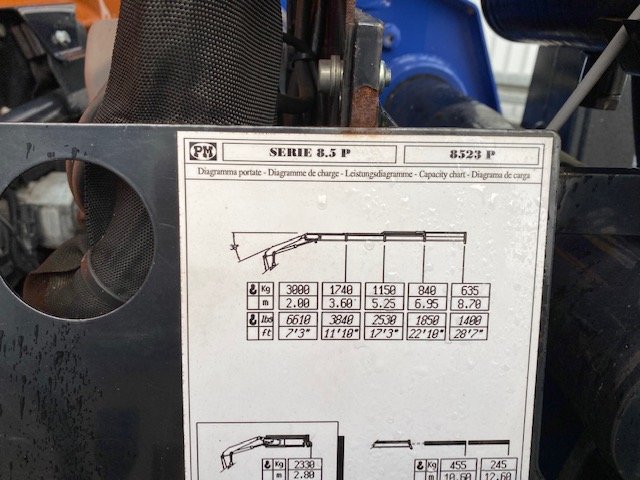 PM SERIE 8.5 P 8523 P
Diagramma portate - Diagramme de charge - Leistungsdiagramme - Capacity chart - Diagrama de carga
Kg 3000 1740 1150 840 635
m 2.00 3.60 5.25 6.95 8.70
lbs 6610 3840 2530 1850 1400
ft 7'3" 11'10" 17'3" 22'10" 28'7"
Kg 2330 Kg 455 245
m 2.80 m 10.60 12.60